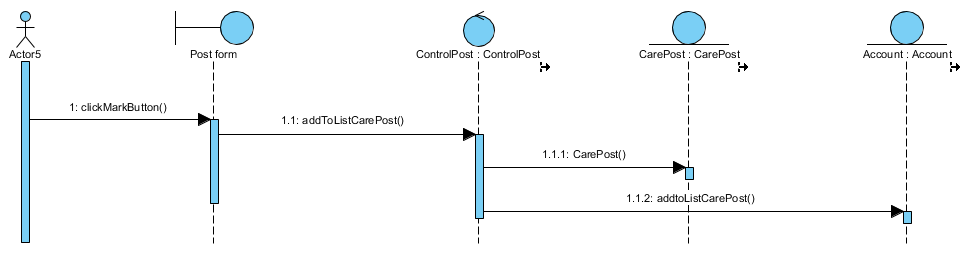 Actor5
Post form
ControlPost : ControlPost
CarePost : CarePost
Account : Account
1: clickMarkButton()
1.1: addToListCarePost()
1.1.1: CarePost()
1.1.2: addtoListCarePost()